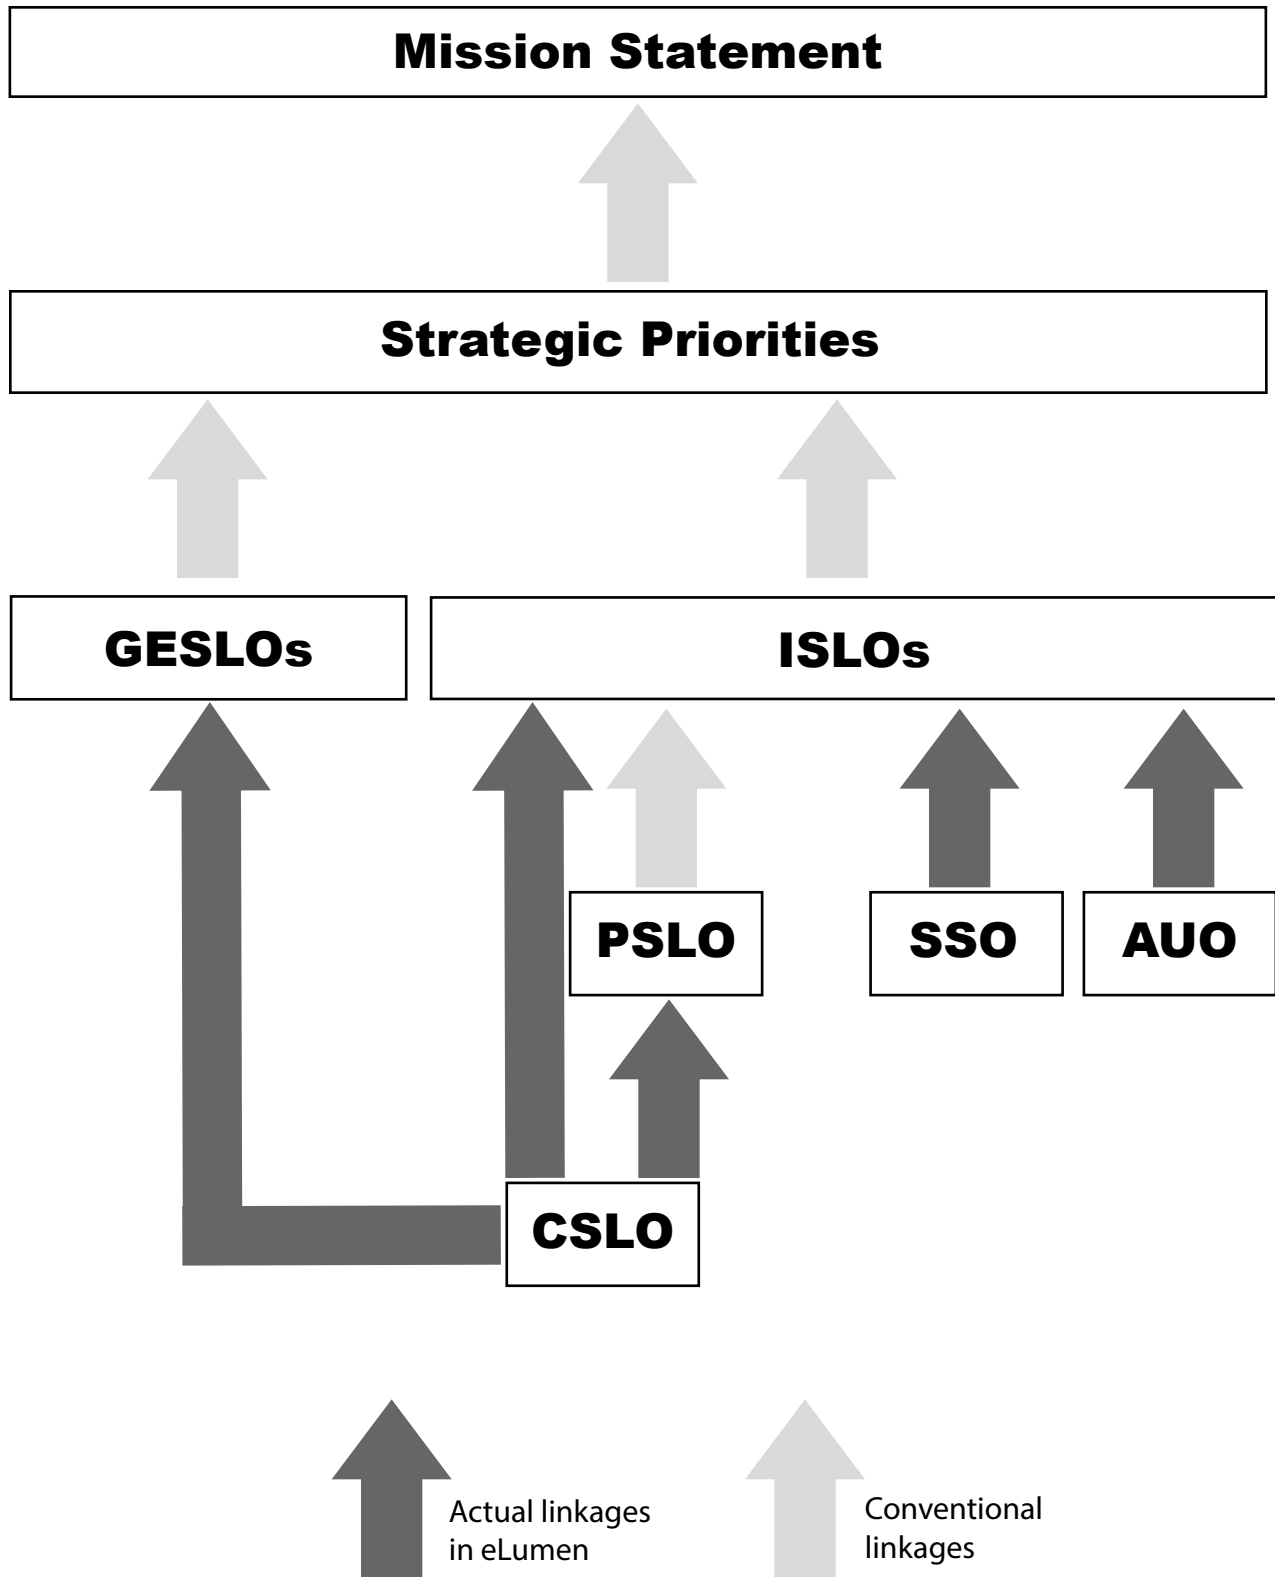 Mission Statement
Strategic Priorities
GESLOs
ISLOs
PSLO
SSO
AUO
CSLO
Actual linkages
in eLumen
Conventional
linkages